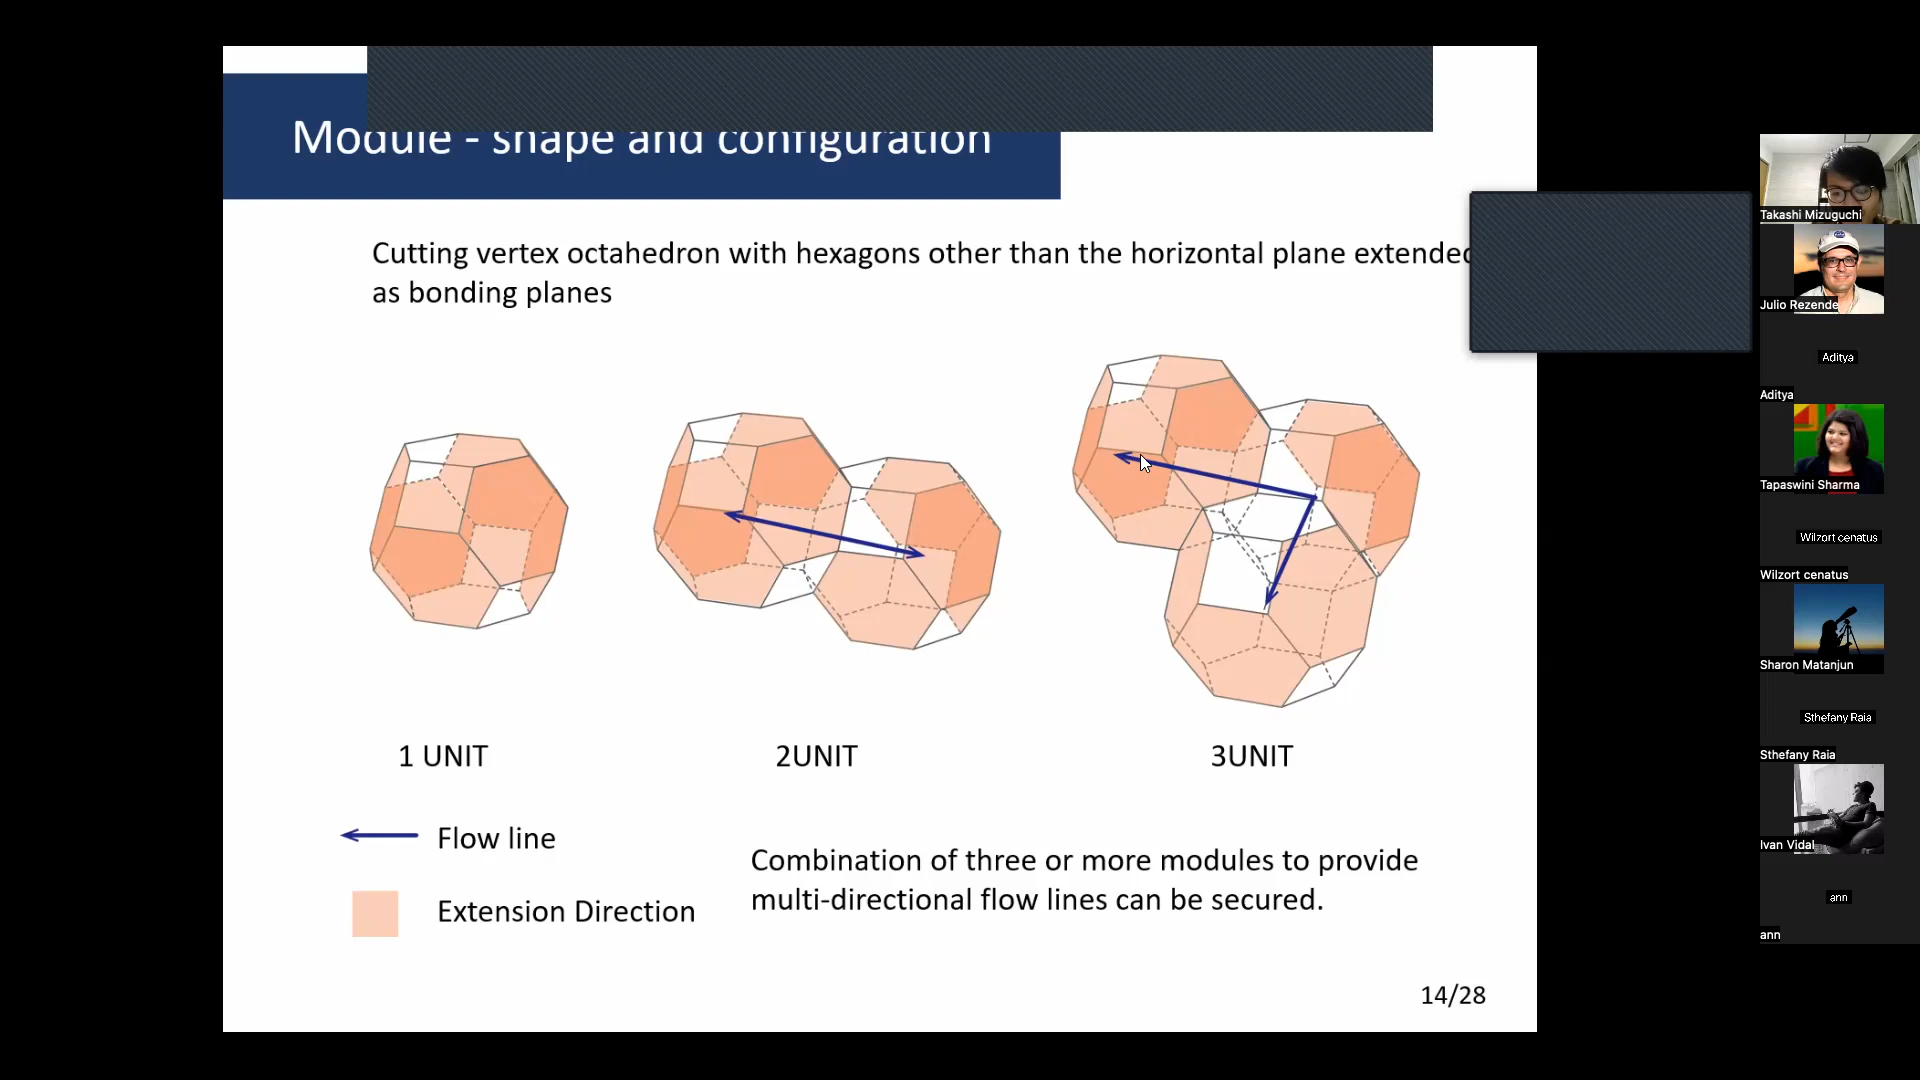 Module - shape and configuration
Cutting vertex octahedron with hexagons other than the horizontal plane extended
as bonding planes
1 UNIT
2UNIT
3UNIT
Flow line
Extension Direction
Combination of three or more modules to provide
multi-directional flow lines can be secured.
14/28
Takashi Mizuguchi
Julio Rezende
Aditya
Aditya
Tapaswini Sharma
Wilzort cenatus
Wilzort cenatus
Sharon Matanjun
Sthefany Raia
Sthefany Raia
Ivan Vidal
ann
ann